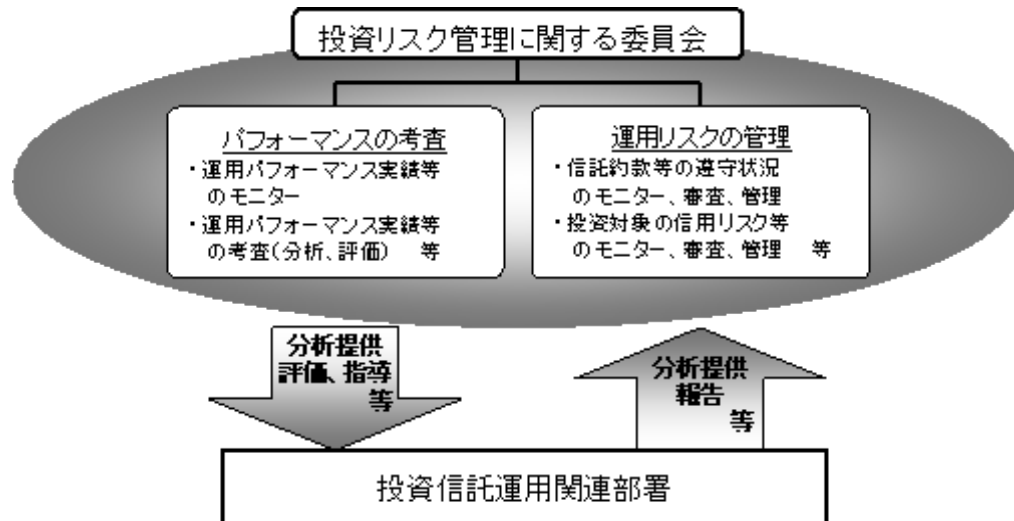 投資リスク管理に関する委員会
パフォーマンスの考査
・運用パフォーマンス実績等
のモニター
・運用パフォーマンス実績等
の考査(分析、評価) 等
運用リスクの管理
・信託約款等の遵守状況
のモニター、審査、管理
・投資対象の信用リスク等
のモニター、審査、管理 等
分析提供
評価、指導
等
分析提供
報告
等
投資信託運用関連部署